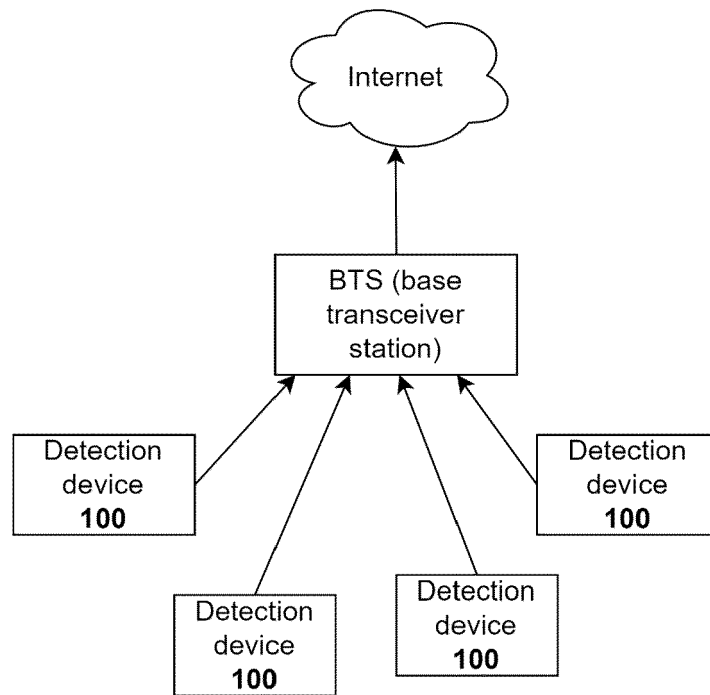 Internet
BTS (base
transceiver
station)
Detection
device
100
Detection
device
100
Detection
device
100
Detection
device
100